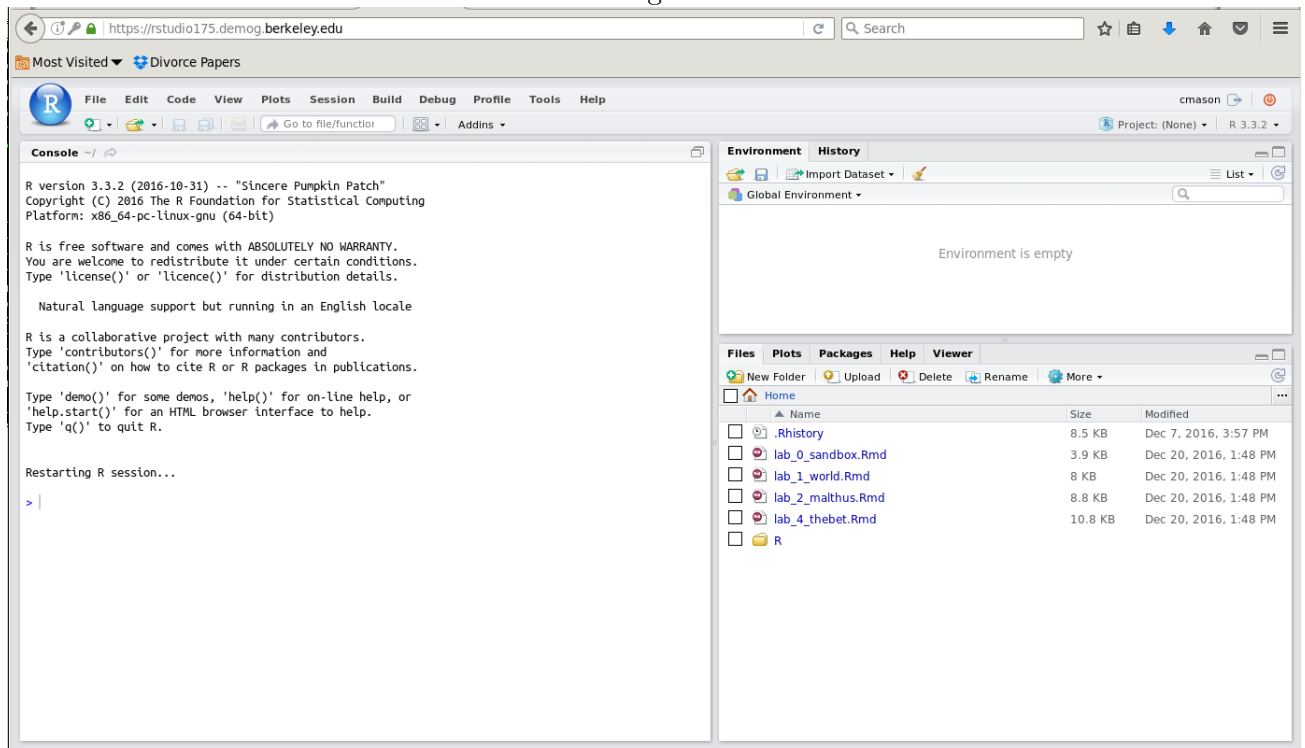 https://rstudio175.demog.berkeley.edu
Search
Most Visited
Divorce Papers
R
File Edit Code View Plots Session Build Debug Profile Tools Help
cmason
Go to file/function
Addins
Project: (None)
R 3.3.2
Console ~/
R version 3.3.2 (2016-10-31) -- "Sincere Pumpkin Patch"
Copyright (C) 2016 The R Foundation for Statistical Computing
Platform: x86_64-pc-linux-gnu (64-bit)
R is free software and comes with ABSOLUTELY NO WARRANTY.
You are welcome to redistribute it under certain conditions.
Type 'license()' or 'licence()' for distribution details.
Natural language support but running in an English locale
R is a collaborative project with many contributors.
Type 'contributors()' for more information and
'citation()' on how to cite R or R packages in publications.
Type 'demo()' for some demos, 'help()' for on-line help, or
'help.start()' for an HTML browser interface to help.
Type 'q()' to quit R.
Restarting R session...
>
Environment History
Import Dataset
List
Global Environment
Environment is empty
Files Plots Packages Help Viewer
New Folder Upload Delete Rename More
Home
Name Size Modified
.Rhistory 8.5 KB Dec 7, 2016, 3:57 PM
lab_0_sandbox.Rmd 3.9 KB Dec 20, 2016, 1:48 PM
lab_1_world.Rmd 8 KB Dec 20, 2016, 1:48 PM
lab_2_malthus.Rmd 8.8 KB Dec 20, 2016, 1:48 PM
lab_4_thebet.Rmd 10.8 KB Dec 20, 2016, 1:48 PM
R